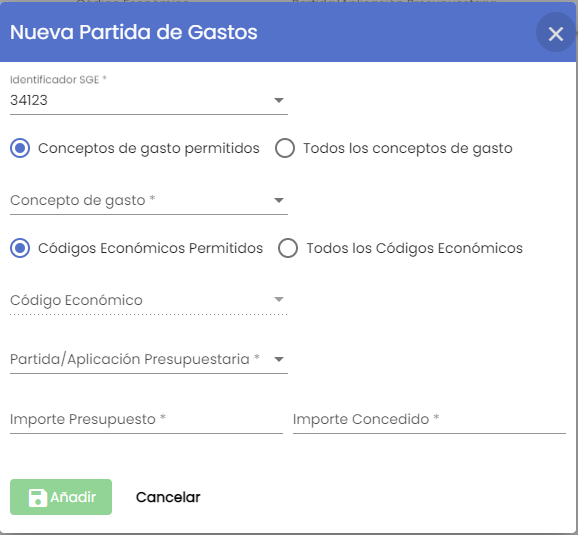 Nueva Partida de Gastos
Identificador SGE *
34123
Conceptos de gasto permitidos Todos los conceptos de gasto
Concepto de gasto *
Códigos Económicos Permitidos Todos los Códigos Económicos
Código Económico
Partida/Aplicación Presupuestaria *
Importe Presupuesto * Importe Concedido *
Añadir Cancelar